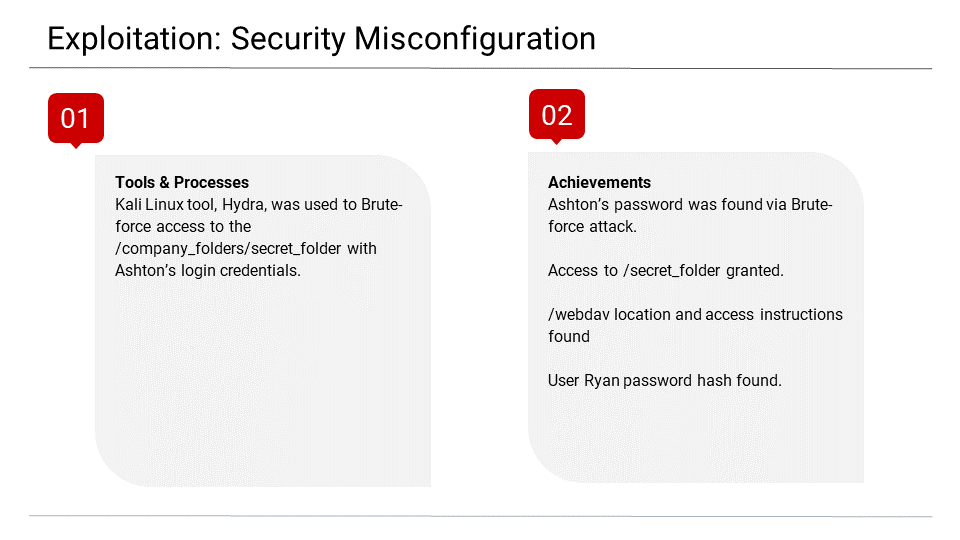 Exploitation: Security Misconfiguration
01
Tools & Processes
Kali Linux tool, Hydra, was used to Brute-
force access to the
/company_folders/secret_folder with
Ashton’s login credentials.
02
Achievements
Ashton’s password was found via Brute-
force attack.
Access to /secret_folder granted.
/webdav location and access instructions
found
User Ryan password hash found.